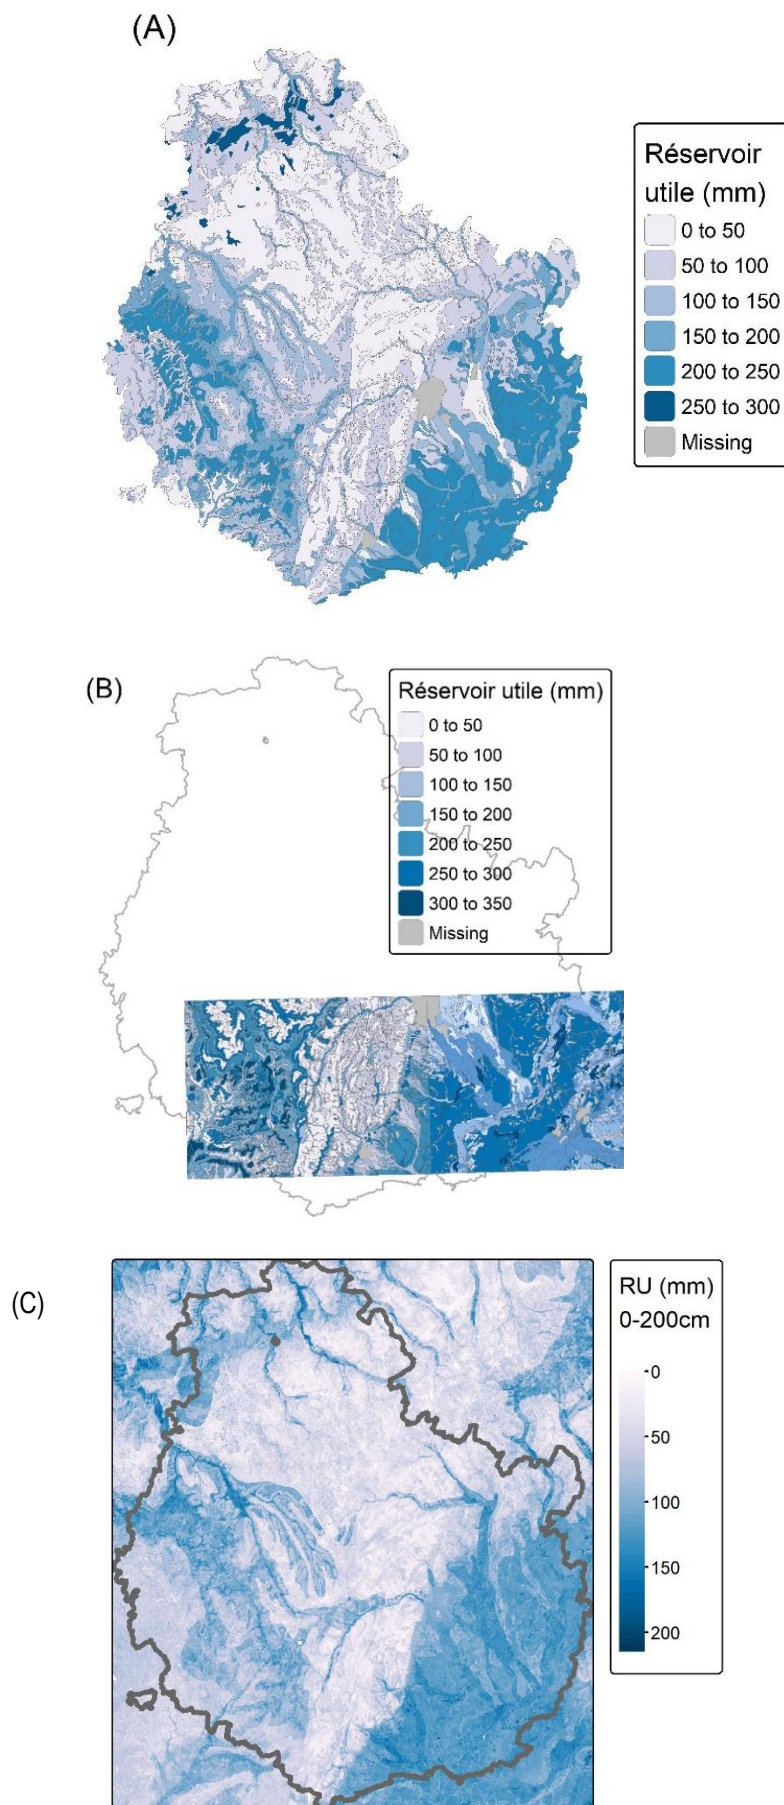 (A)
Réservoir
utile (mm)
0 to 50
50 to 100
100 to 150
150 to 200
200 to 250
250 to 300
Missing
(B)
Réservoir utile (mm)
0 to 50
50 to 100
100 to 150
150 to 200
200 to 250
250 to 300
300 to 350
Missing
(C)
RU (mm)
0-200cm
0
50
100
150
200